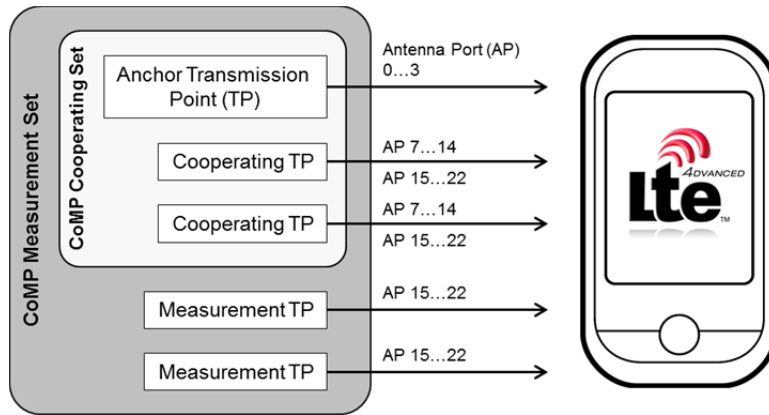 CoMP Measurement Set
CoMP Cooperating Set
Anchor Transmission
Point (TP)
Antenna Port (AP)
0…3
Cooperating TP
AP 7…14
AP 15…22
Cooperating TP
AP 7…14
AP 15…22
Measurement TP
AP 15…22
Measurement TP
AP 15…22
4DVANCED
Lte
TM